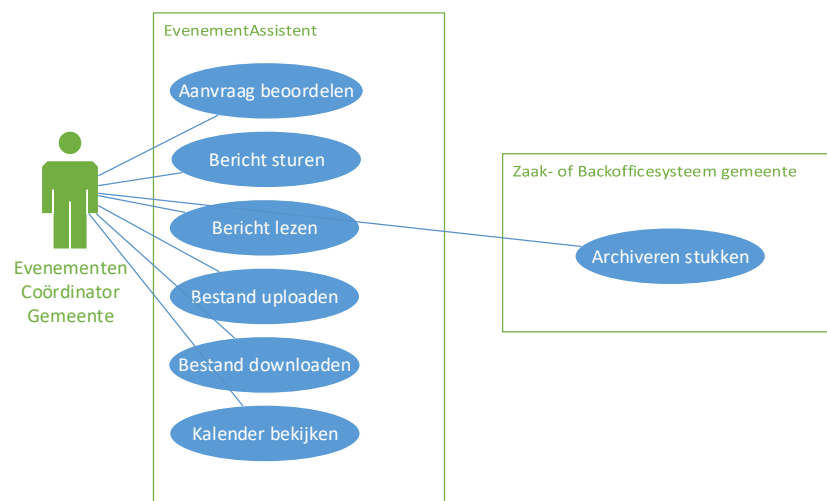 EvenementAssistent
Aanvraag beoordelen
Bericht sturen
Bericht lezen
Bestand uploaden
Bestand downloaden
Kalender bekijken
Evenementen
Coördinator
Gemeente
Zaak- of Backofficesysteem gemeente
Archiveren stukken